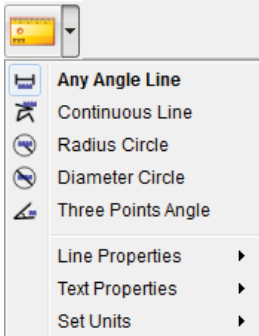 Any Angle Line
Continuous Line
Radius Circle
Diameter Circle
Three Points Angle
Line Properties
Text Properties
Set Units